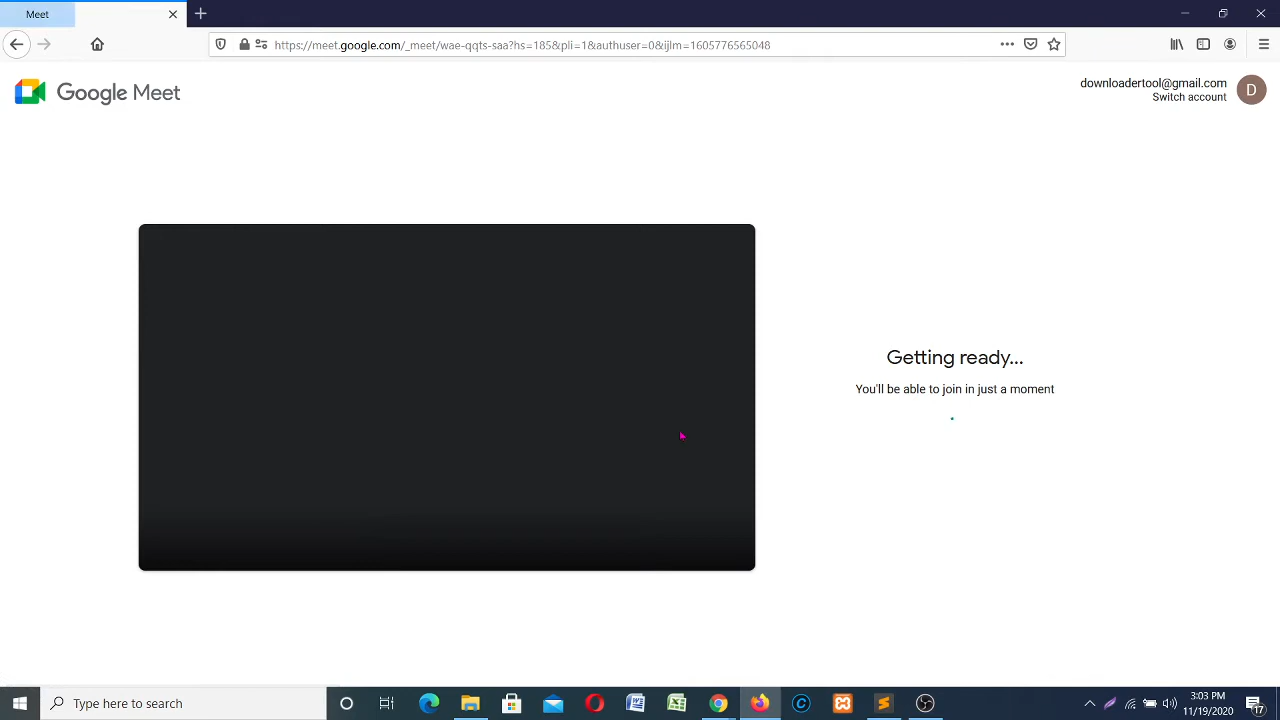 Meet
https://meet.google.com/_meet/wae-qqts-saa?hs=185&pli=1&authuser=0&ijlm=1605776565048
Google Meet
downloadertool@gmail.com
Switch account
D
Getting ready...
You'll be able to join in just a moment
Type here to search
3:03 PM
11/19/2020
17